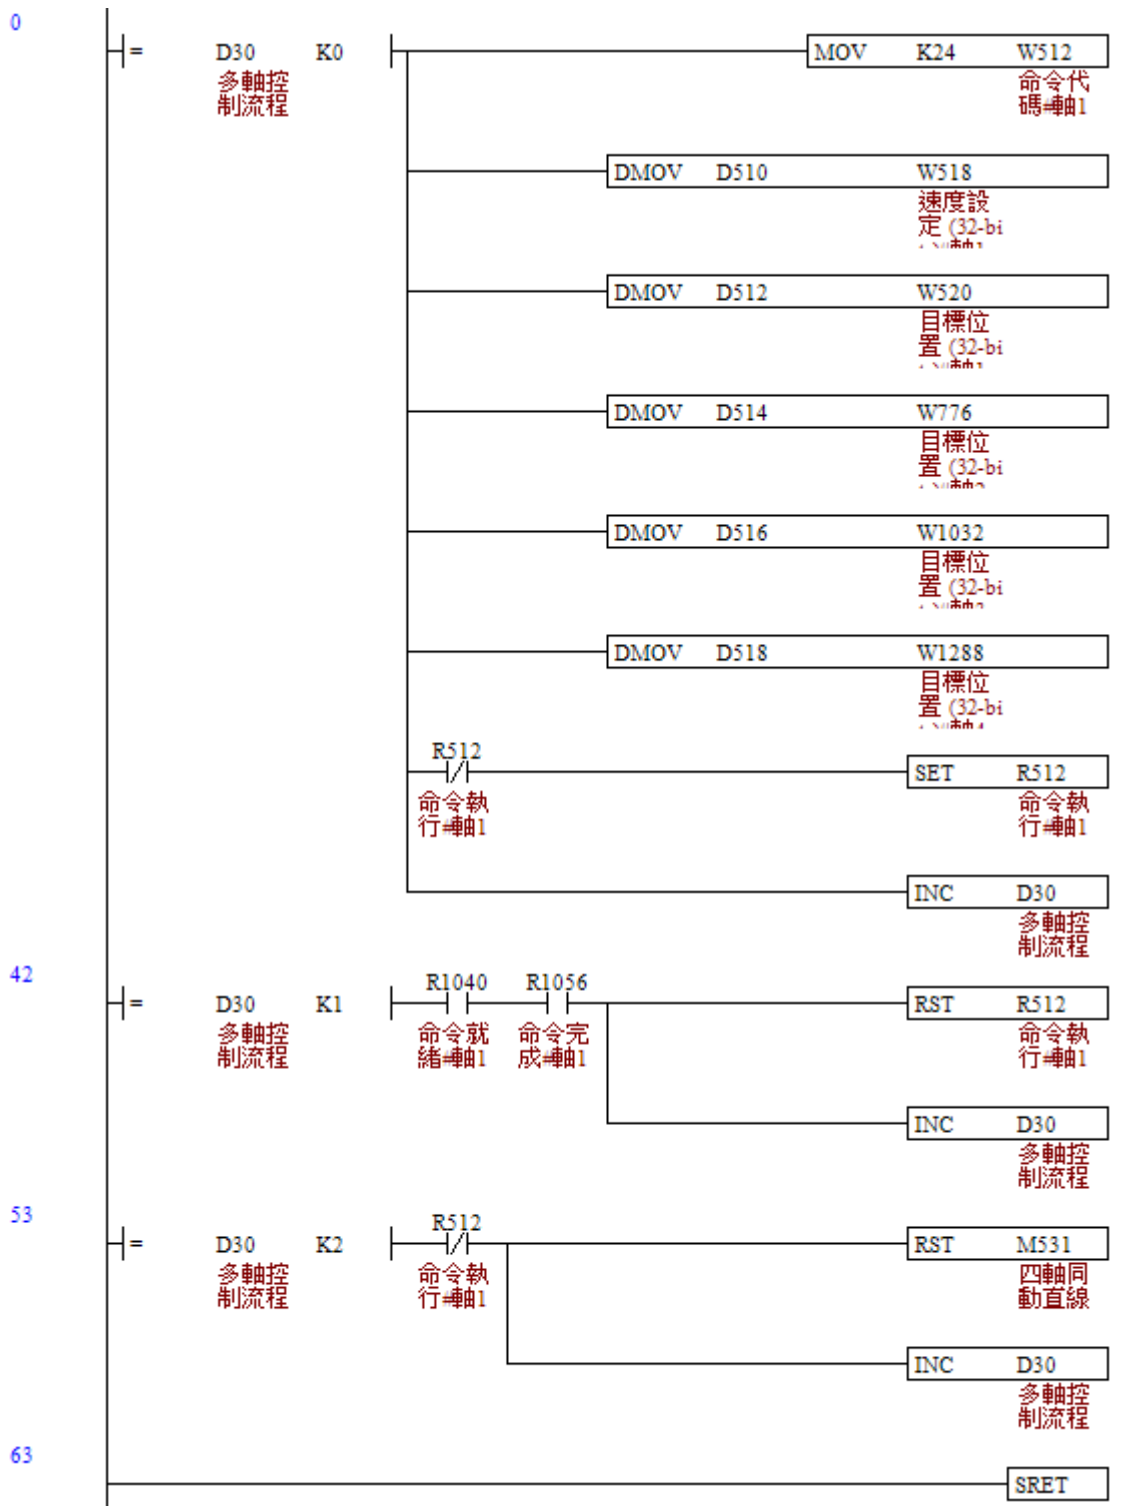 0
= D30 K0 MOV K24 W512
多軸控 命令代
制流程 碼#軸1
DMOV D510 W518
速度設
定 (32-bi
DMOV D512 W520
目標位
置 (32-bi
DMOV D514 W776
目標位
置 (32-bi
DMOV D516 W1032
目標位
置 (32-bi
DMOV D518 W1288
目標位
置 (32-bi
R512
SET R512
命令執 命令執
行#軸1 行#軸1
INC D30
多軸控
制流程
42
R1040 R1056
= D30 K1 RST R512
多軸控 命令就 命令完 命令執
制流程 緒#軸1 成#軸1 行#軸1
INC D30
多軸控
制流程
53
R512
= D30 K2 RST M531
多軸控 命令執 四軸同
制流程 行#軸1 動直線
INC D30
多軸控
制流程
63
SRET